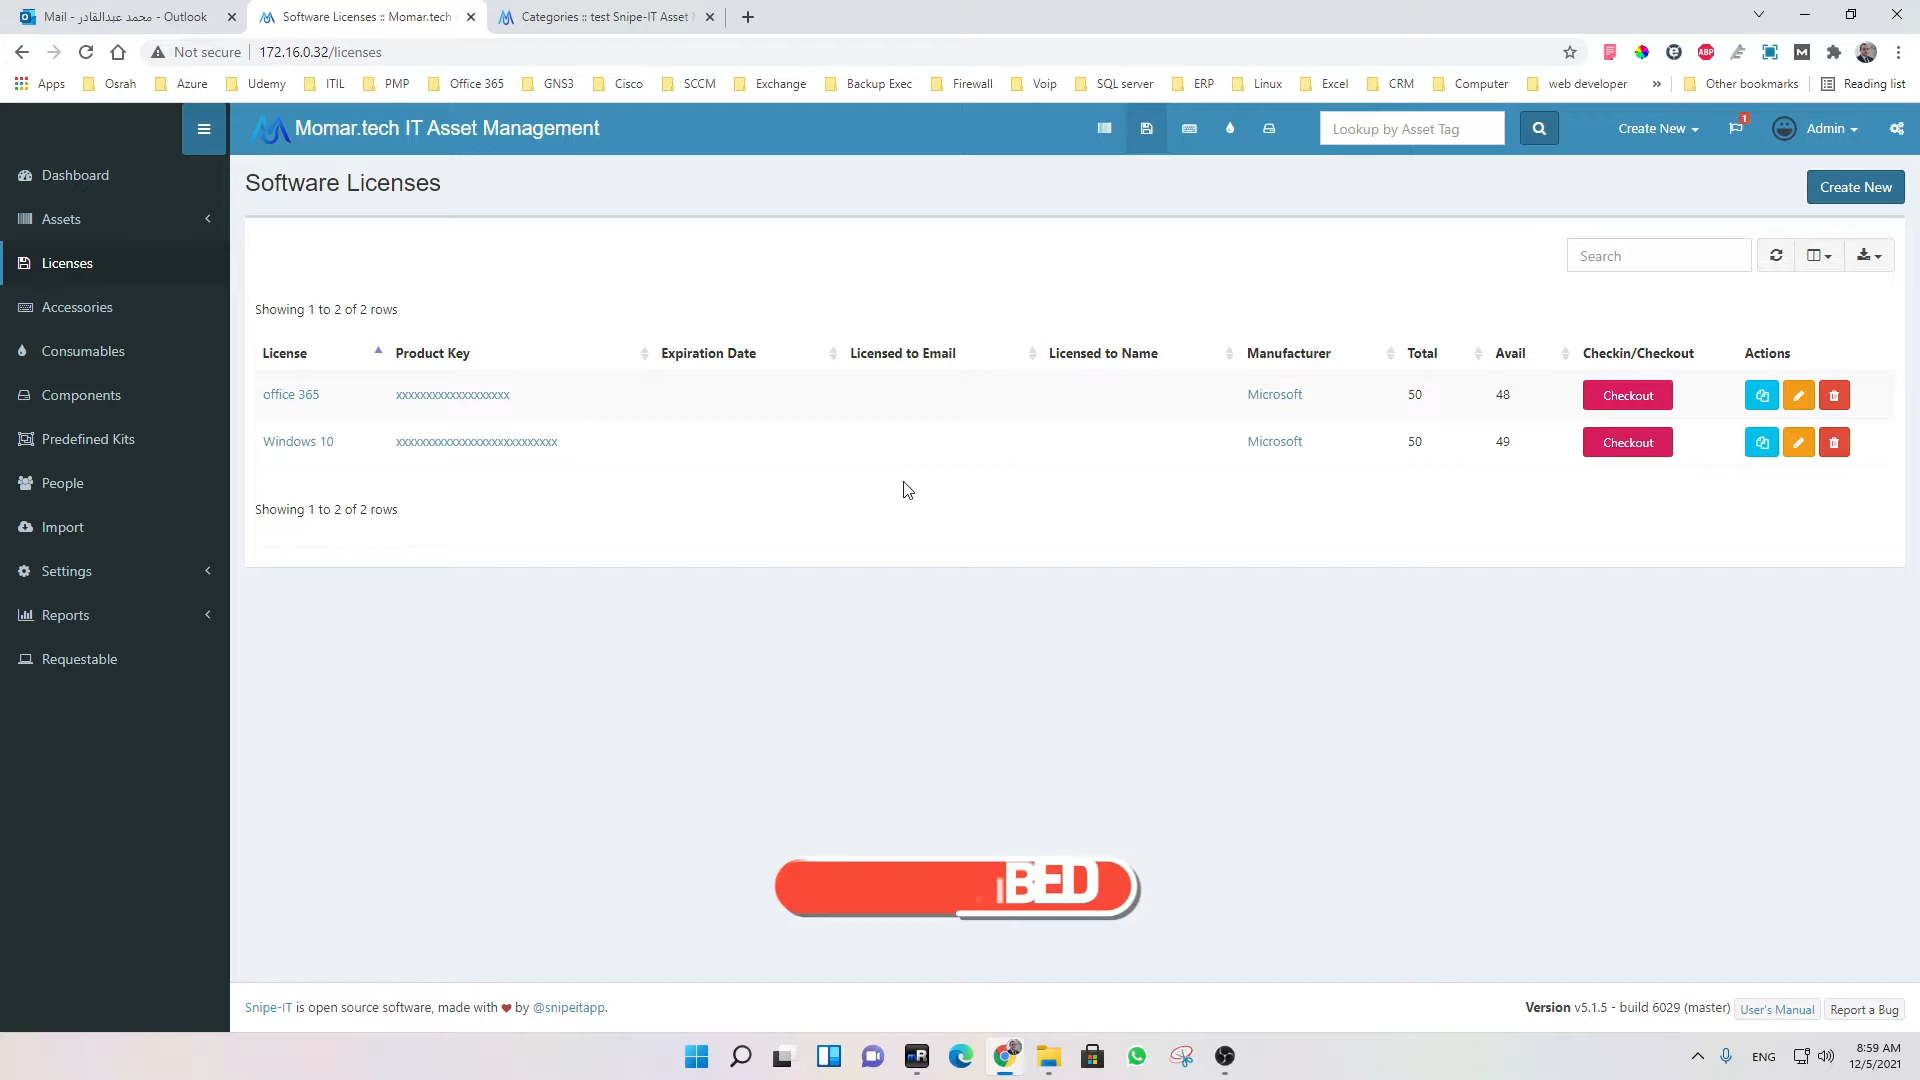 Mail - محمد عبدالقادر - Outlook
Software Licenses :: Momar.tech
Categories :: test Snipe-IT Asset
Not secure
172.16.0.32/licenses
Apps
Osrah
Azure
Udemy
ITIL
PMP
Office 365
GNS3
Cisco
SCCM
Exchange
Backup Exec
Firewall
Voip
SQL server
ERP
Linux
Excel
CRM
Computer
web developer
»
Other bookmarks
Reading list
Momar.tech IT Asset Management
Lookup by Asset Tag
Create New
1
Admin
Dashboard
Assets
Licenses
Accessories
Consumables
Components
Predefined Kits
People
Import
Settings
Reports
Requestable
Software Licenses
Create New
Search
Showing 1 to 2 of 2 rows
License Product Key Expiration Date Licensed to Email Licensed to Name Manufacturer Total Avail Checkin/Checkout Actions
office 365 xxxxxxxxxxxxxxxxxxx Microsoft 50 48 Checkout
Windows 10 xxxxxxxxxxxxxxxxxxxxxxxxxxx Microsoft 50 49 Checkout
Showing 1 to 2 of 2 rows
BED
Snipe-IT is open source software, made with ❤ by @snipeitapp.
Version v5.1.5 - build 6029 (master) User's Manual Report a Bug
ENG
8:59 AM
12/5/2021